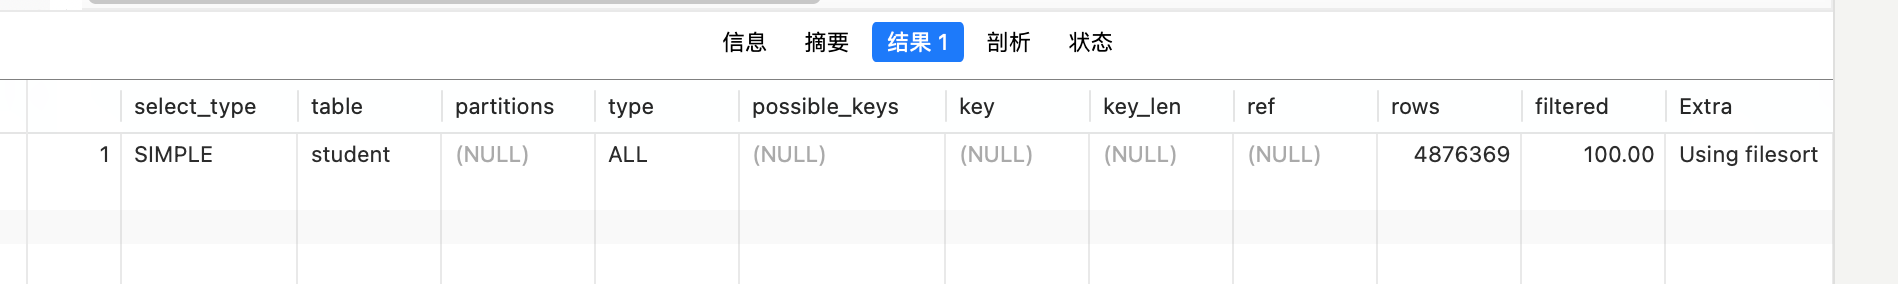 信息 摘要 结果 1 剖析 状态
select_type table partitions type possible_keys key key_len ref rows filtered Extra
1 SIMPLE student (NULL) ALL (NULL) (NULL) (NULL) (NULL) 4876369 100.00 Using filesort